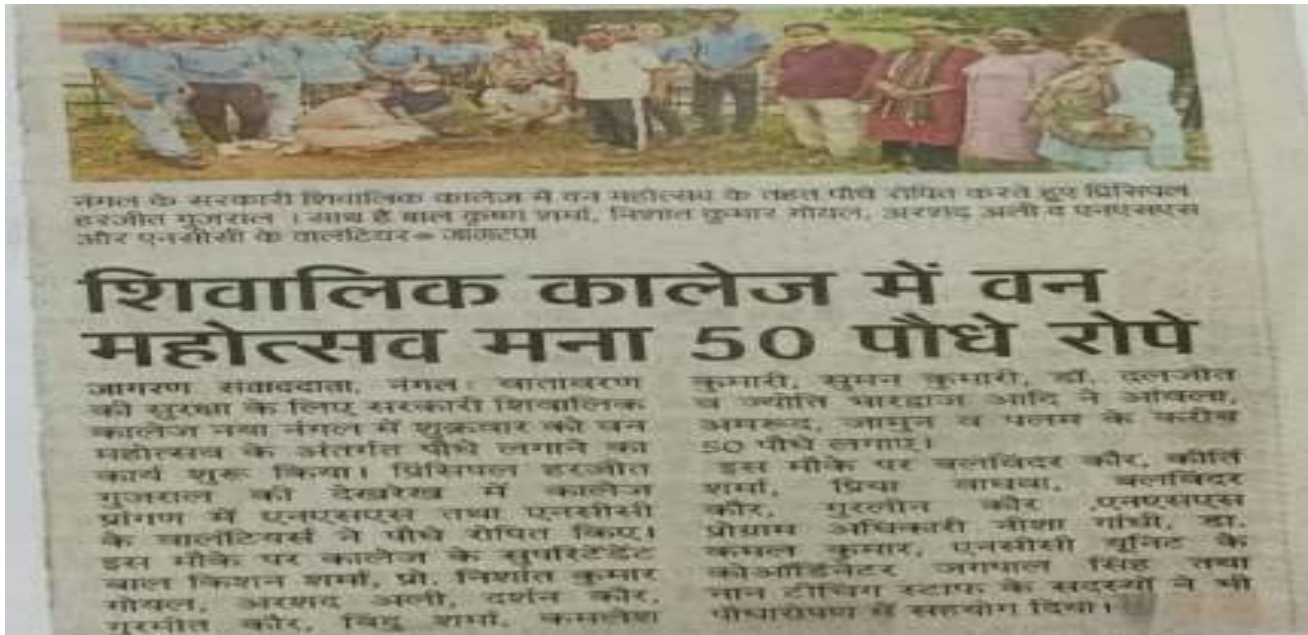 नंगल के सरकारी शिवालिक कालेज में वन महोत्सव के तहत पौधे रोपित करते हुए प्रिंसिपल
हरजीत गुजराल । साथ हैं बाल कृष्ण शर्मा, निशांत कुमार गोयल, अरशद अली व एनएसएस
और एनसीसी के वालंटियर ● जागरण
शिवालिक कालेज में वन
महोत्सव मना 50 पौधे रोपे
जागरण संवाददाता, नंगल : वातावरण
की सुरक्षा के लिए सरकारी शिवालिक
कालेज नया नंगल में शुक्रवार को वन
महोत्सव के अंतर्गत पौधे लगाने का
कार्य शुरू किया। प्रिंसिपल हरजीत
गुजराल की देखरेख में कालेज
प्रांगण में एनएसएस तथा एनसीसी
के वालंटियर्स ने पौधे रोपित किए।
इस मौके पर कालेज के सुपरिंटेंडेंट
बाल किशन शर्मा, प्रो. निशांत कुमार
गोयल, अरशद अली, दर्शन कौर,
गुरमीत कौर, बिंदु शर्मा, कमलेश
कुमारी, सुमन कुमारी, डॉ. दलजीत
व ज्योति भारद्वाज आदि ने आंवला,
अमरूद, जामुन व पलम के करीब
50 पौधे लगाए।
इस मौके पर बलविंदर कौर, कीर्ति
शर्मा, प्रिया वाधवा, बलविंदर
कौर, गुरलीन कौर ,एनएसएस
प्रोग्राम अधिकारी नीशा गांधी, डा.
कमल कुमार, एनसीसी यूनिट के
कोऑर्डिनेटर जगपाल सिंह तथा
नान टीचिंग स्टाफ के सदस्यों ने भी
पौधारोपण में सहयोग दिया।